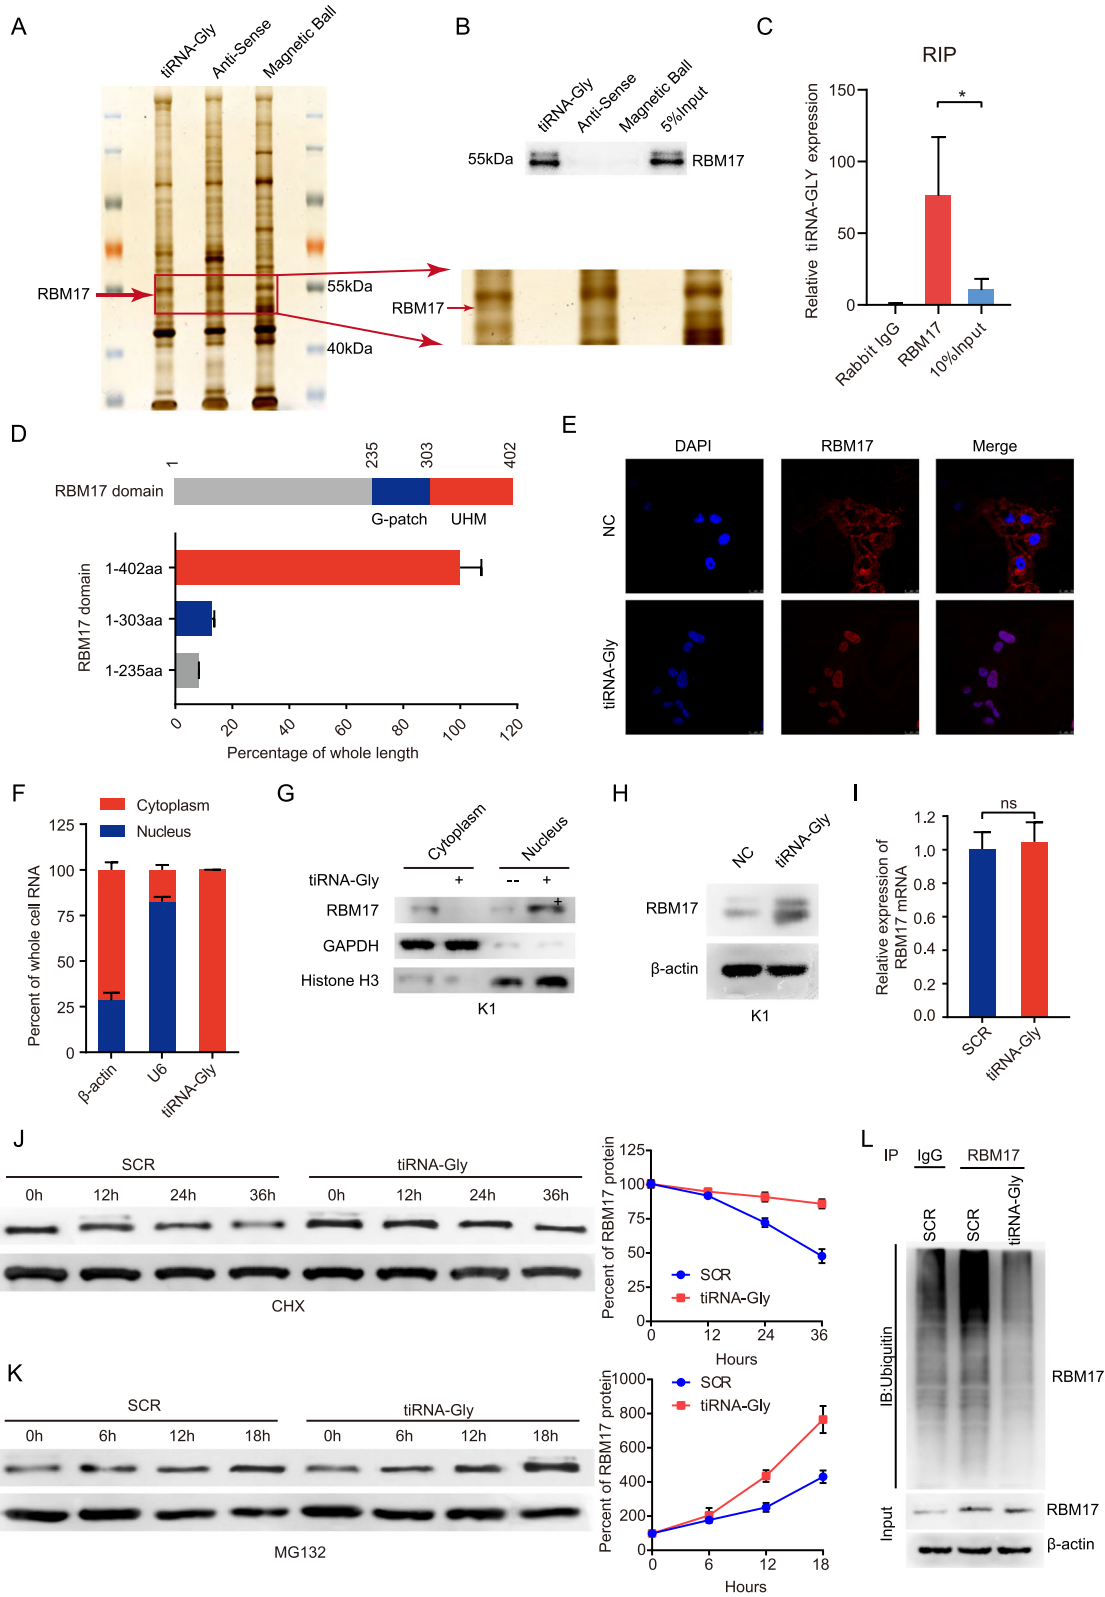 A
tiRNA-Gly
Anti-Sense
Magnetic Ball
RBM17
55kDa
40kDa
B
tiRNA-Gly
Anti-Sense
Magnetic Ball
5%Input
55kDa
RBM17
RBM17
C
RIP
Relative tiRNA-GLY expression
150
100
50
0
*
Rabbit IgG
RBM17
10%Input
D
1
235
303
402
RBM17 domain
G-patch
UHM
RBM17 domain
1-402aa
1-303aa
1-235aa
0
20
40
60
80
100
120
Percentage of whole length
E
DAPI
RBM17
Merge
NC
tiRNA-Gly
F
Cytoplasm
Nucleus
Percent of whole cell RNA
125
100
75
50
25
0
β-actin
U6
tiRNA-Gly
G
Cytoplasm
Nucleus
tiRNA-Gly
+
--
+
RBM17
+
GAPDH
Histone H3
K1
H
NC
tiRNA-Gly
RBM17
β-actin
K1
I
Relative expression of
RBM17 mRNA
1.2
1.0
0.8
0.6
0.4
0.2
0.0
ns
SCR
tiRNA-Gly
J
SCR
tiRNA-Gly
0h 12h 24h 36h 0h 12h 24h 36h
CHX
Percent of RBM17 protein
125
100
75
50
25
0
SCR
tiRNA-Gly
0 12 24 36
Hours
K
SCR
tiRNA-Gly
0h 6h 12h 18h 0h 6h 12h 18h
MG132
Percent of RBM17 protein
1000
800
600
400
200
0
SCR
tiRNA-Gly
0 6 12 18
Hours
L
IP
IgG
RBM17
SCR
SCR
tiRNA-Gly
IB:Ubiquitin
RBM17
Input
RBM17
β-actin